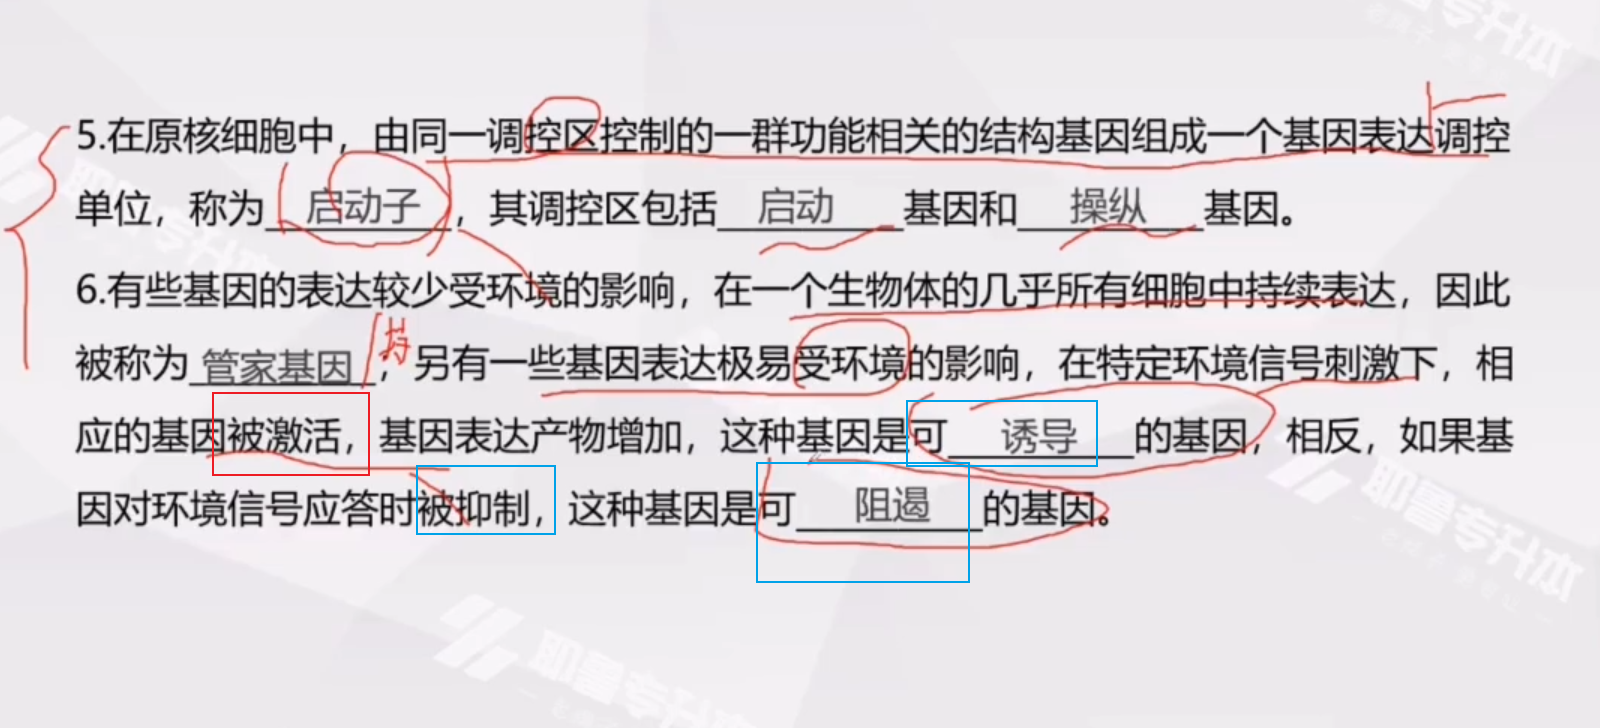 5.在原核细胞中，由同一调控区控制的一群功能相关的结构基因组成一个基因表达调控
单位，称为 启动子 ，其调控区包括 启动 基因和 操纵 基因。
6.有些基因的表达较少受环境的影响，在一个生物体的几乎所有细胞中持续表达，因此
被称为 管家基因 ，另有一些基因表达极易受环境的影响，在特定环境信号刺激下，相
应的基因被激活，基因表达产物增加，这种基因是可 诱导 的基因，相反，如果基
因对环境信号应答时被抑制，这种基因是可 阻遏 的基因。
耶鲁专升本
耶鲁专升本